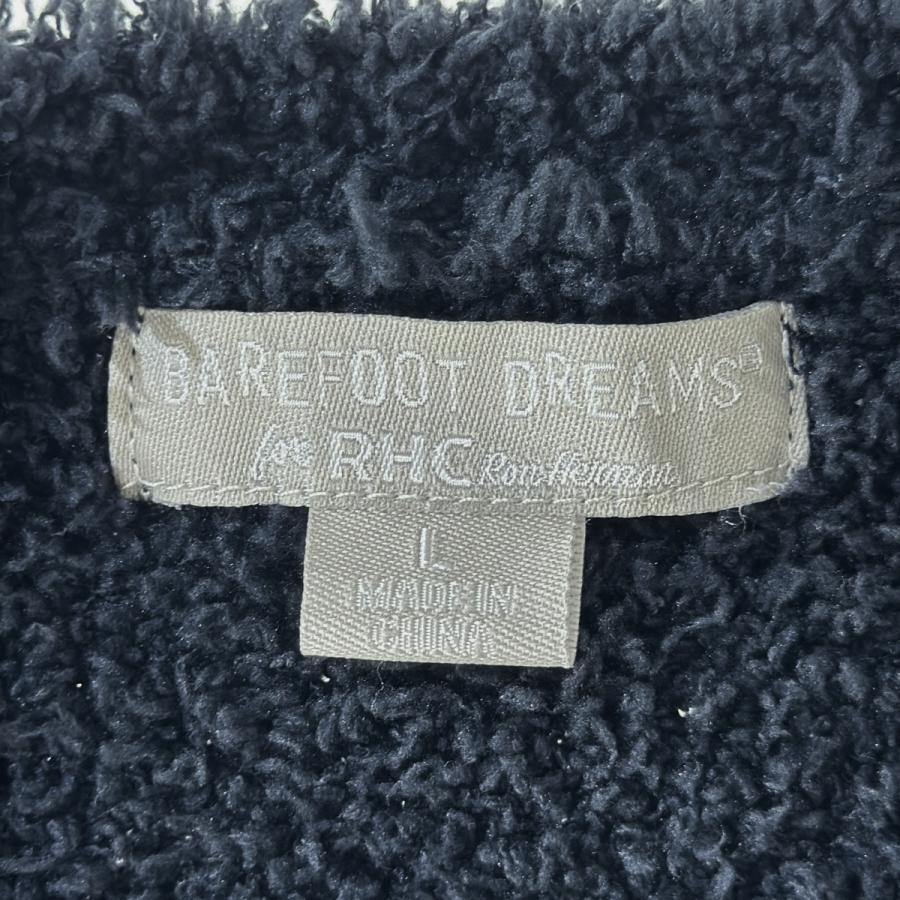 BAREFOOT DREAMS®
for RHC Ron Herman
L
MADE IN
CHINA